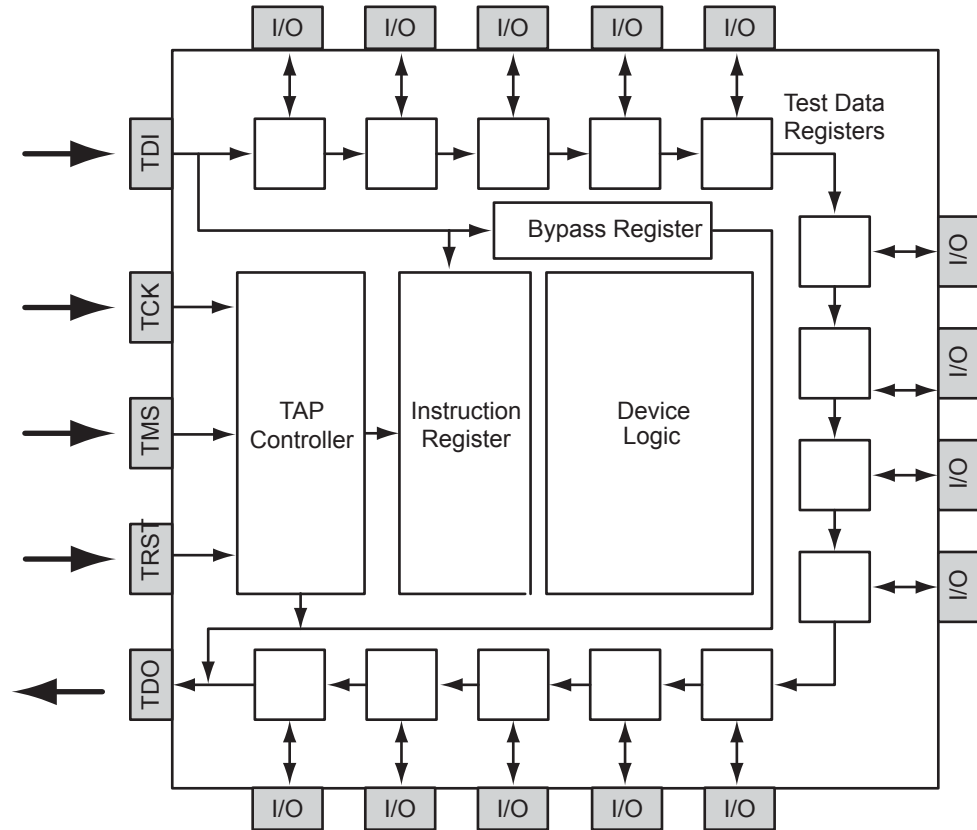 I/O I/O I/O I/O I/O
Test Data
Registers
TDI
Bypass Register
I/O
TCK
I/O
TMS
TAP
Controller
Instruction
Register
Device
Logic
I/O
TRST
I/O
TDO
I/O I/O I/O I/O I/O